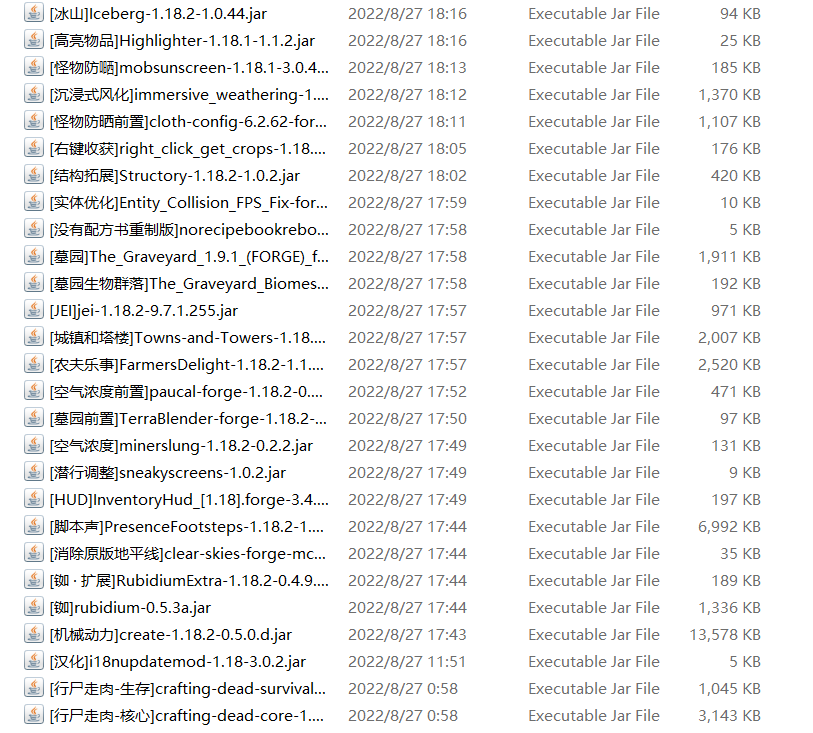 [冰山]Iceberg-1.18.2-1.0.44.jar 2022/8/27 18:16 Executable Jar File 94 KB
[高亮物品]Highlighter-1.18.1-1.1.2.jar 2022/8/27 18:16 Executable Jar File 25 KB
[怪物防晒]mobsunscreen-1.18.1-3.0.4... 2022/8/27 18:13 Executable Jar File 185 KB
[沉浸式风化]immersive_weathering-1.... 2022/8/27 18:12 Executable Jar File 1,370 KB
[怪物防晒前置]cloth-config-6.2.62-for... 2022/8/27 18:11 Executable Jar File 1,107 KB
[右键收获]right_click_get_crops-1.18.... 2022/8/27 18:05 Executable Jar File 176 KB
[结构拓展]Structory-1.18.2-1.0.2.jar 2022/8/27 18:02 Executable Jar File 420 KB
[实体优化]Entity_Collision_FPS_Fix-for... 2022/8/27 17:59 Executable Jar File 10 KB
[没有配方书重制版]norecipebookrebo... 2022/8/27 17:58 Executable Jar File 5 KB
[墓园]The_Graveyard_1.9.1_(FORGE)_f... 2022/8/27 17:58 Executable Jar File 1,911 KB
[墓园生物群落]The_Graveyard_Biomes... 2022/8/27 17:58 Executable Jar File 192 KB
[JEI]jei-1.18.2-9.7.1.255.jar 2022/8/27 17:57 Executable Jar File 971 KB
[城镇和塔楼]Towns-and-Towers-1.18.... 2022/8/27 17:57 Executable Jar File 2,007 KB
[农夫乐事]FarmersDelight-1.18.2-1.1.... 2022/8/27 17:57 Executable Jar File 2,520 KB
[空气浓度前置]paucal-forge-1.18.2-0.... 2022/8/27 17:52 Executable Jar File 471 KB
[墓园前置]TerraBlender-forge-1.18.2-... 2022/8/27 17:50 Executable Jar File 97 KB
[空气浓度]minerslung-1.18.2-0.2.2.jar 2022/8/27 17:49 Executable Jar File 131 KB
[潜行调整]sneakyscreens-1.0.2.jar 2022/8/27 17:49 Executable Jar File 9 KB
[HUD]InventoryHud_[1.18].forge-3.4.... 2022/8/27 17:49 Executable Jar File 197 KB
[脚本声]PresenceFootsteps-1.18.2-1.... 2022/8/27 17:44 Executable Jar File 6,992 KB
[消除原版地平线]clear-skies-forge-mc... 2022/8/27 17:44 Executable Jar File 35 KB
[铷 · 扩展]RubidiumExtra-1.18.2-0.4.9.... 2022/8/27 17:44 Executable Jar File 189 KB
[铷]rubidium-0.5.3a.jar 2022/8/27 17:44 Executable Jar File 1,336 KB
[机械动力]create-1.18.2-0.5.0.d.jar 2022/8/27 17:43 Executable Jar File 13,578 KB
[汉化]i18nupdatemod-1.18-3.0.2.jar 2022/8/27 11:51 Executable Jar File 5 KB
[行尸走肉-生存]crafting-dead-survival... 2022/8/27 0:58 Executable Jar File 1,045 KB
[行尸走肉-核心]crafting-dead-core-1.... 2022/8/27 0:58 Executable Jar File 3,143 KB